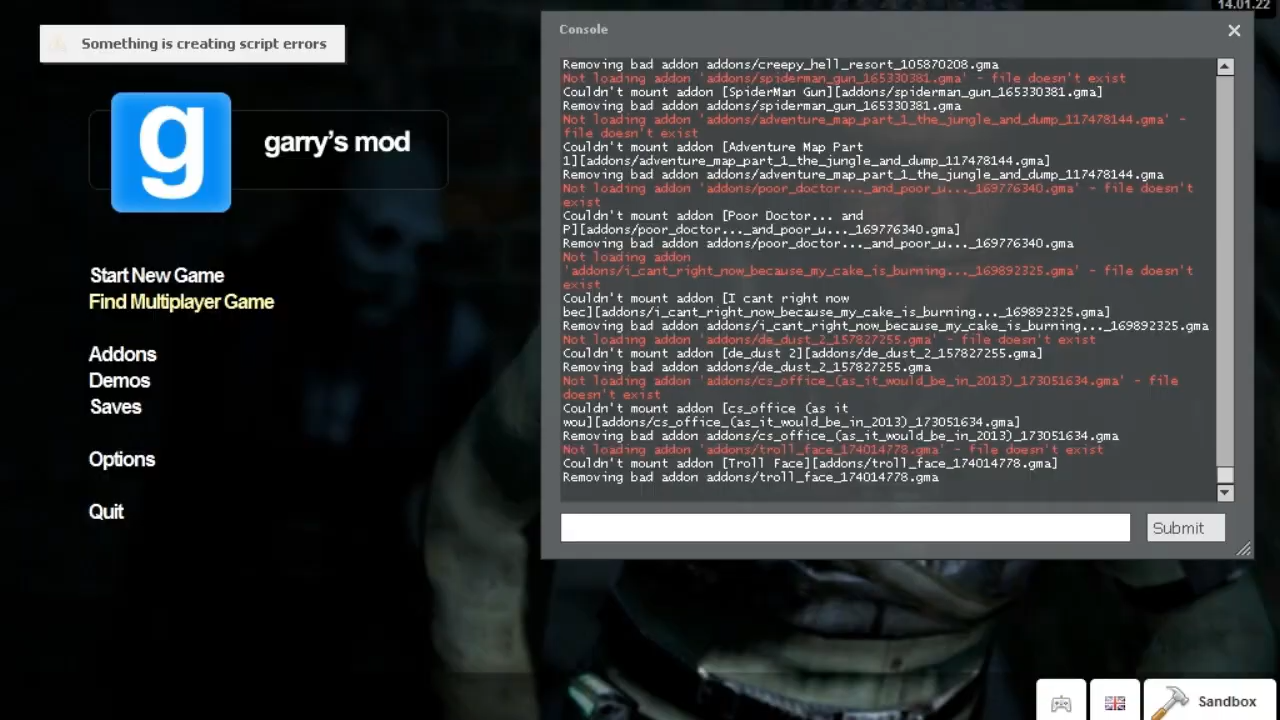 14.01.22
Something is creating script errors
Console
g
garry's mod
Start New Game
Find Multiplayer Game
Addons
Demos
Saves
Options
Quit
Removing bad addon addons/creepy_hell_resort_105870208.gma
Not loading addon 'addons/spiderman_gun_165330381.gma' - file doesn't exist
Couldn't mount addon [SpiderMan Gun][addons/spiderman_gun_165330381.gma]
Removing bad addon addons/spiderman_gun_165330381.gma
Not loading addon 'addons/adventure_map_part_1_the_jungle_and_dump_117478144.gma' -
file doesn't exist
Couldn't mount addon [Adventure Map Part
1][addons/adventure_map_part_1_the_jungle_and_dump_117478144.gma]
Removing bad addon addons/adventure_map_part_1_the_jungle_and_dump_117478144.gma
Not loading addon 'addons/poor_doctor..._and_poor_u..._169776340.gma' - file doesn't
exist
Couldn't mount addon [Poor Doctor... and
P][addons/poor_doctor..._and_poor_u..._169776340.gma]
Removing bad addon addons/poor_doctor..._and_poor_u..._169776340.gma
Not loading addon
'addons/i_cant_right_now_because_my_cake_is_burning..._169892325.gma' - file doesn't
exist
Couldn't mount addon [I cant right now
bec][addons/i_cant_right_now_because_my_cake_is_burning..._169892325.gma]
Removing bad addon addons/i_cant_right_now_because_my_cake_is_burning..._169892325.gma
Not loading addon 'addons/de_dust_2_157827255.gma' - file doesn't exist
Couldn't mount addon [de_dust 2][addons/de_dust_2_157827255.gma]
Removing bad addon addons/de_dust_2_157827255.gma
Not loading addon 'addons/cs_office_(as_it_would_be_in_2013)_173051634.gma' - file
doesn't exist
Couldn't mount addon [cs_office (as it
wou][addons/cs_office_(as_it_would_be_in_2013)_173051634.gma]
Removing bad addon addons/cs_office_(as_it_would_be_in_2013)_173051634.gma
Not loading addon 'addons/troll_face_174014778.gma' - file doesn't exist
Couldn't mount addon [Troll Face][addons/troll_face_174014778.gma]
Removing bad addon addons/troll_face_174014778.gma
Submit
Sandbox